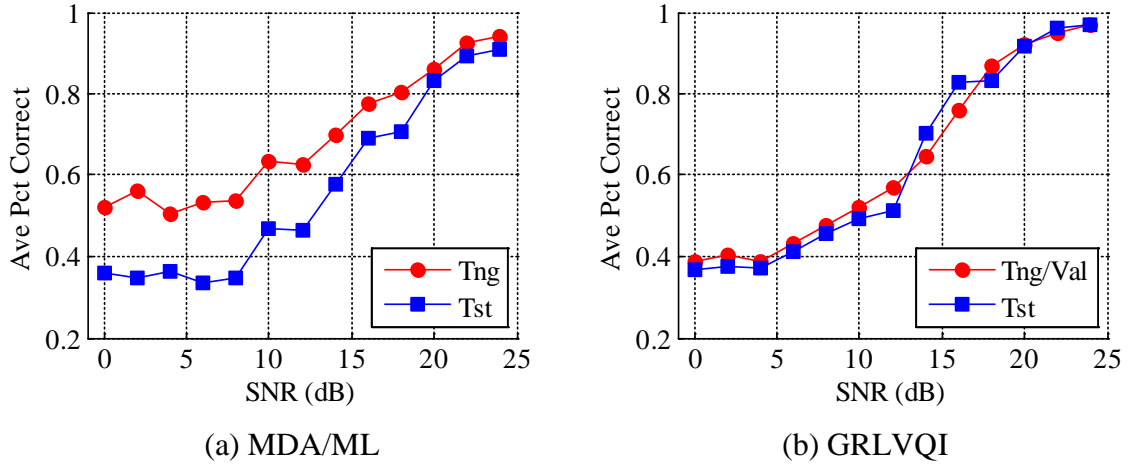 Ave Pct Correct
1
0.8
0.6
0.4
0.2
0 5 10 15 20 25
SNR (dB)
Tng
Tst
(a) MDA/ML
Ave Pct Correct
1
0.8
0.6
0.4
0.2
0 5 10 15 20 25
SNR (dB)
Tng/Val
Tst
(b) GRLVQI